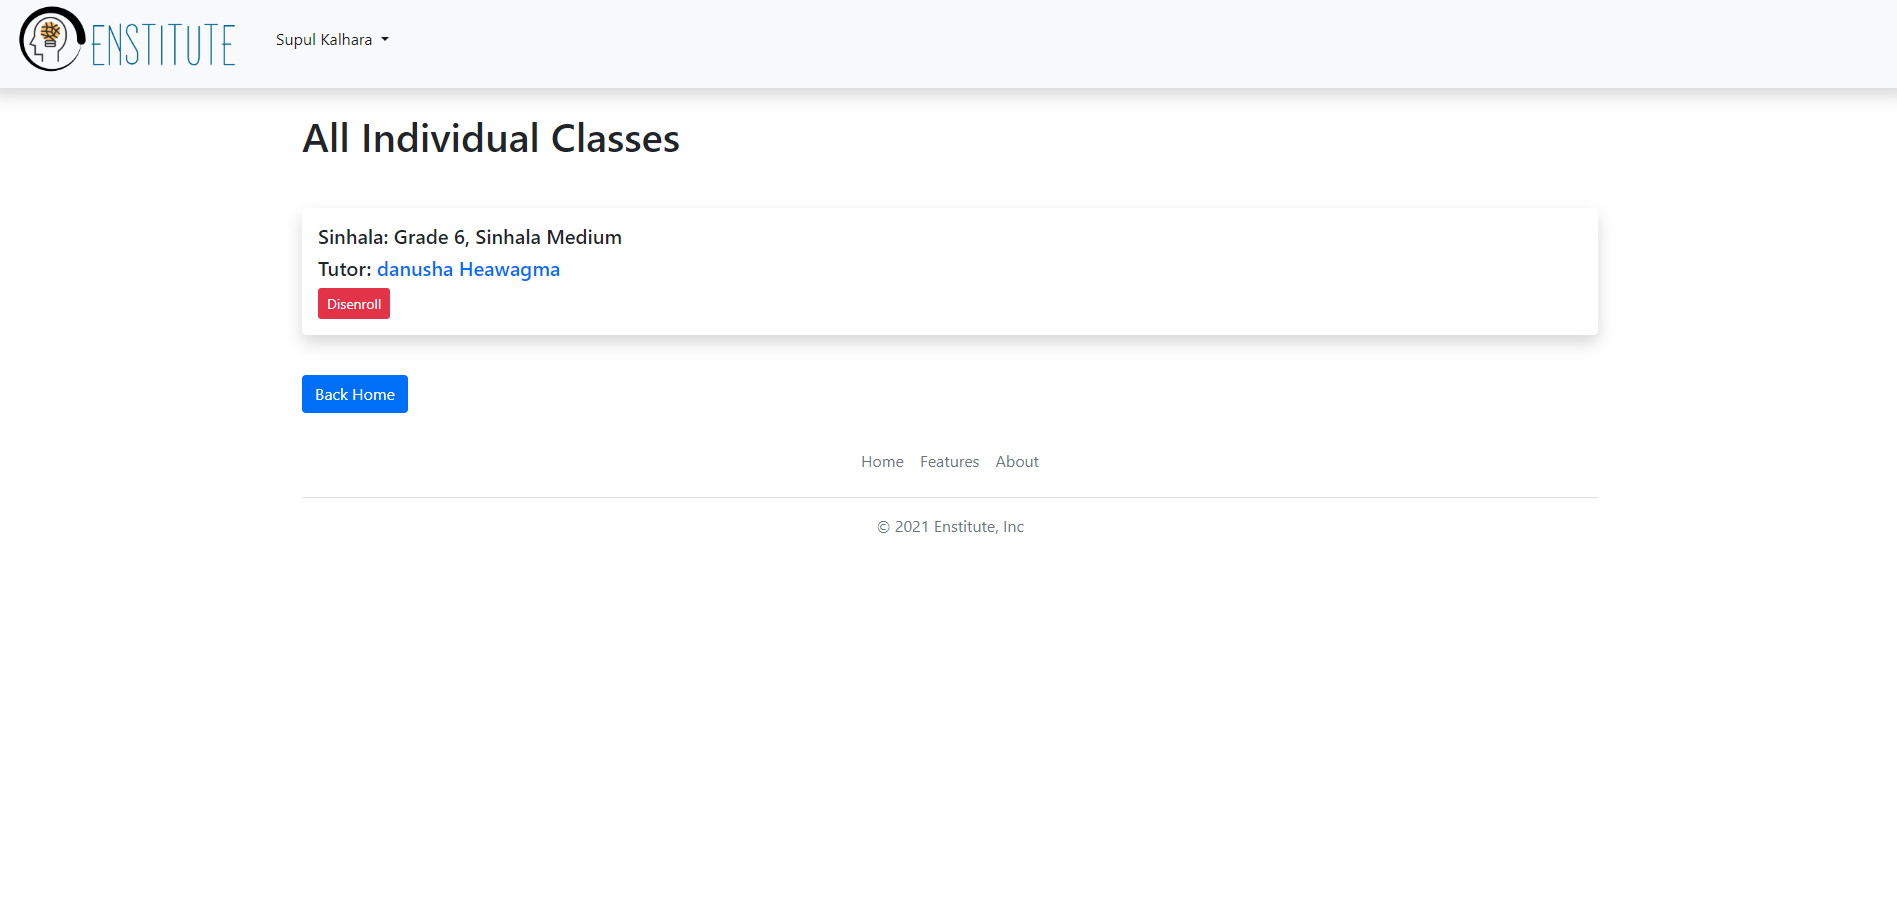 ENSTITUTE
Supul Kalhara
All Individual Classes
Sinhala: Grade 6, Sinhala Medium
Tutor: danusha Heawagma
Disenroll
Back Home
Home Features About
© 2021 Enstitute, Inc